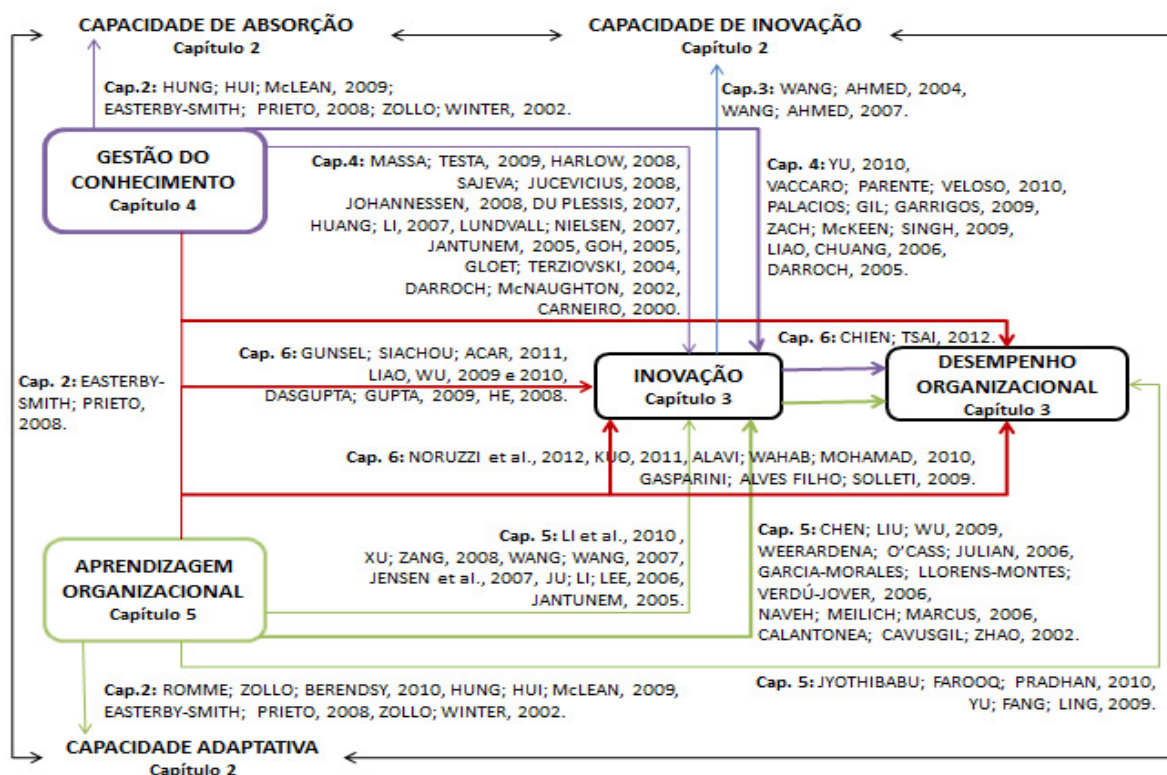 CAPACIDADE DE ABSORÇÃO
Capítulo 2
CAPACIDADE DE INOVAÇÃO
Capítulo 2
Cap.2: HUNG; HUI; McLEAN, 2009;
EASTERBY-SMITH; PRIETO, 2008; ZOLLO; WINTER, 2002.
Cap.3: WANG; AHMED, 2004,
WANG; AHMED, 2007.
GESTÃO DO
CONHECIMENTO
Capítulo 4
Cap.4: MASSA; TESTA, 2009, HARLOW, 2008,
SAJEVA; JUCEVICIUS, 2008,
JOHANNESSEN, 2008, DU PLESSIS, 2007,
HUANG; LI, 2007, LUNDVALL; NIELSEN, 2007,
JANTUNEM, 2005, GOH, 2005,
GLOET; TERZIOVSKI, 2004,
DARROCH; McNAUGHTON, 2002,
CARNEIRO, 2000.
Cap. 4: YU, 2010,
VACCARO; PARENTE; VELOSO, 2010,
PALACIOS; GIL; GARRIGOS, 2009,
ZACH; McKEEN; SINGH, 2009,
LIAO, CHUANG, 2006,
DARROCH, 2005.
Cap. 2: EASTERBY-
SMITH; PRIETO,
2008.
Cap. 6: GUNSEL; SIACHOU; ACAR, 2011,
LIAO, WU, 2009 e 2010,
DASGUPTA; GUPTA, 2009, HE, 2008.
INOVAÇÃO
Capítulo 3
Cap. 6: CHIEN; TSAI, 2012.
DESEMPENHO
ORGANIZACIONAL
Capítulo 3
Cap. 6: NORUZZI et al., 2012, KUO, 2011, ALAVI; WAHAB; MOHAMAD, 2010,
GASPARINI; ALVES FILHO; SOLLETI, 2009.
APRENDIZAGEM
ORGANIZACIONAL
Capítulo 5
Cap. 5: LI et al., 2010 ,
XU; ZANG, 2008, WANG; WANG, 2007,
JENSEN et al., 2007, JU; LI; LEE, 2006,
JANTUNEM, 2005.
Cap. 5: CHEN; LIU; WU, 2009,
WEERARDENA; O'CASS; JULIAN, 2006,
GARCIA-MORALES; LLORENS-MONTES;
VERDÚ-JOVER, 2006,
NAVEH; MEILICH; MARCUS, 2006,
CALANTONEA; CAVUSGIL; ZHAO, 2002.
Cap.2: ROMME; ZOLLO; BERENDSY, 2010, HUNG; HUI; McLEAN, 2009,
EASTERBY-SMITH; PRIETO, 2008, ZOLLO; WINTER, 2002.
Cap. 5: JYOTHIBABU; FAROOQ; PRADHAN, 2010,
YU; FANG; LING, 2009.
CAPACIDADE ADAPTATIVA
Capítulo 2